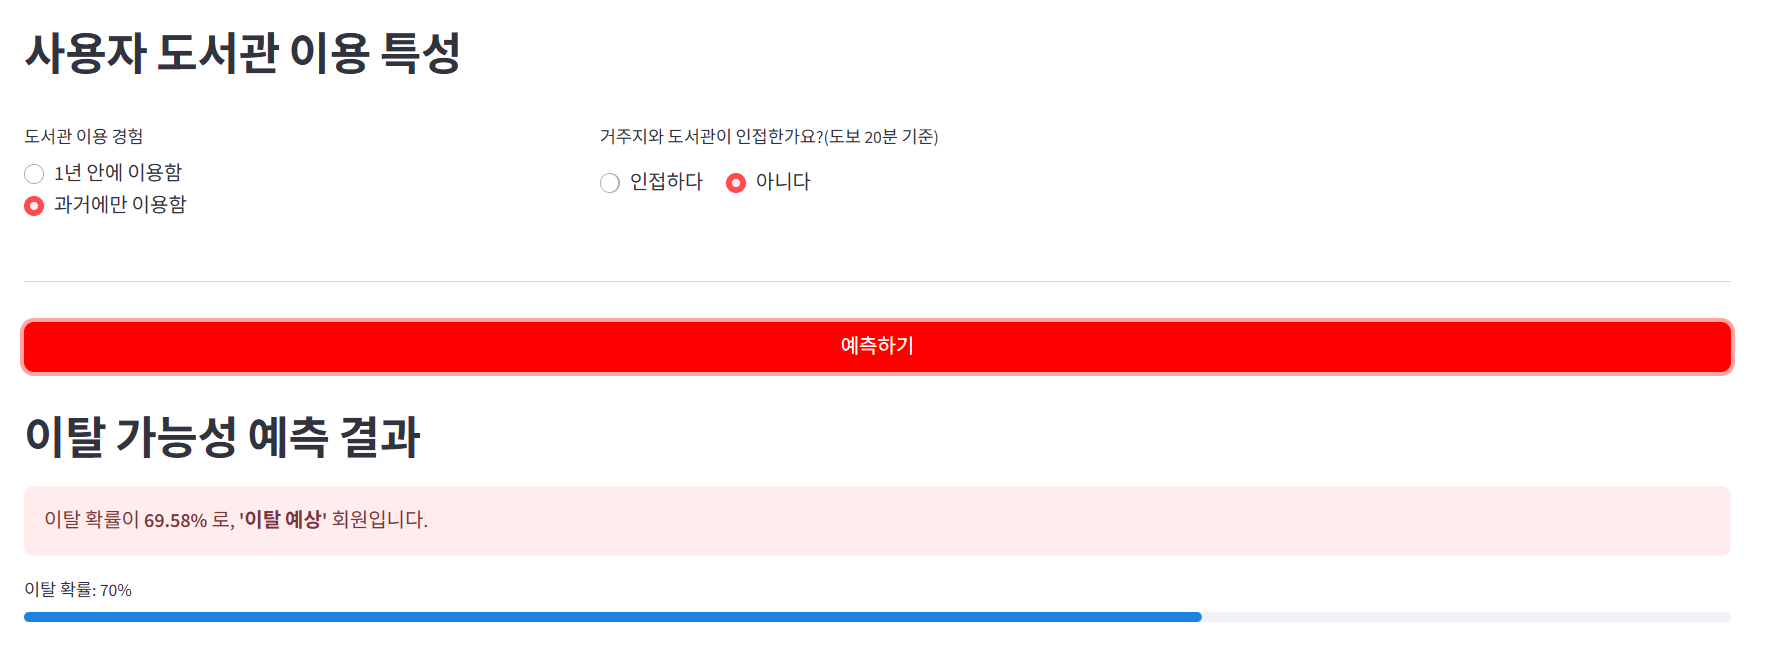 사용자 도서관 이용 특성
도서관 이용 경험
거주지와 도서관이 인접한가요?(도보 20분 기준)
1년 안에 이용함
과거에만 이용함
인접하다
아니다
예측하기
이탈 가능성 예측 결과
이탈 확률이 69.58% 로, '이탈 예상' 회원입니다.
이탈 확률: 70%